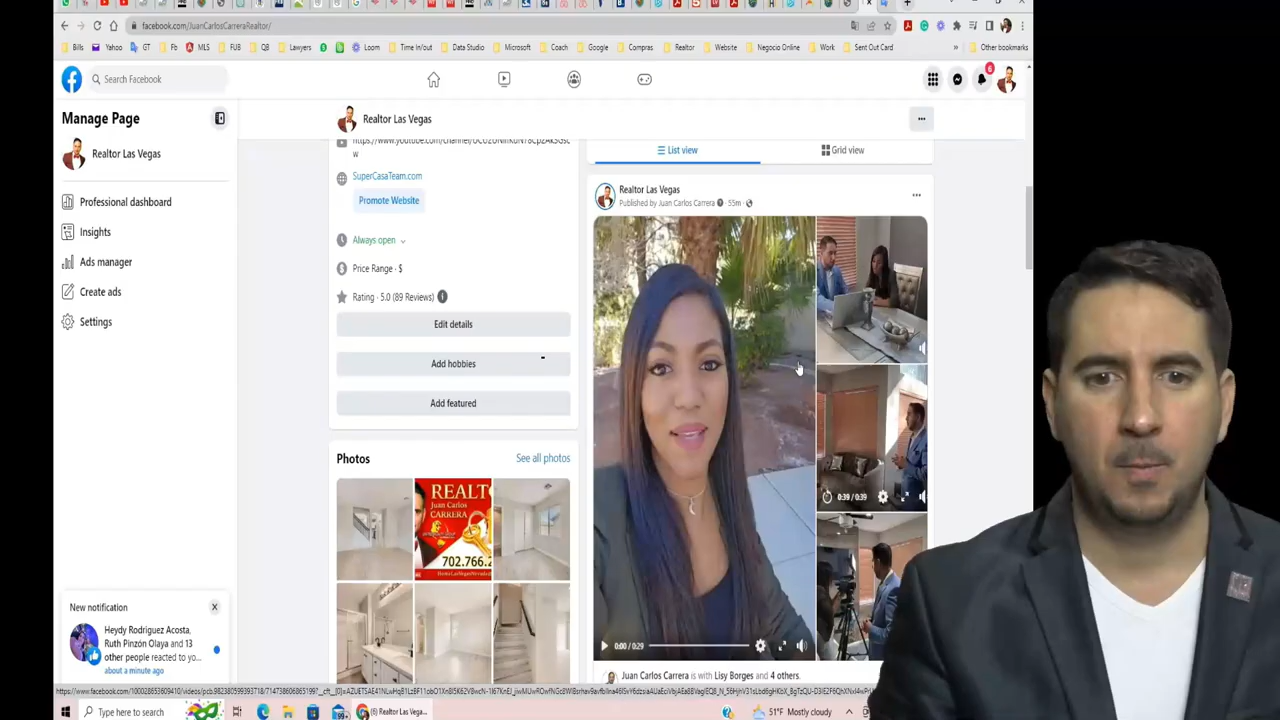 facebook.com/JuanCarlosCarreraRealtor/
Bills Yahoo GT Fb MLS FUB QB Lawyers Loom Time In/out Data Studio Microsoft Coach Google Compras Realtor Website Negocio Online Work Sent Out Card » Other bookmarks
Search Facebook
6
Manage Page
Realtor Las Vegas
Professional dashboard
Insights
Ads manager
Create ads
Settings
New notification
Heydy Rodriguez Acosta,
Ruth Pinzón Olaya and 13
other people reacted to yo...
about a minute ago
Realtor Las Vegas
w
SuperCasaTeam.com
Promote Website
Always open
Price Range · $
Rating · 5.0 (89 Reviews)
Edit details
Add hobbies
Add featured
Photos See all photos
REALT
Juan Carlos
CARRERA
702.766.2
List view Grid view
Realtor Las Vegas
Published by Juan Carlos Carrera · 55m ·
0:39 / 0:39
0:00 / 0:29
Juan Carlos Carrera is with Lisy Borges and 4 others.
Type here to search
99
(6) Realtor Las Vegas...
51°F Mostly cloudy